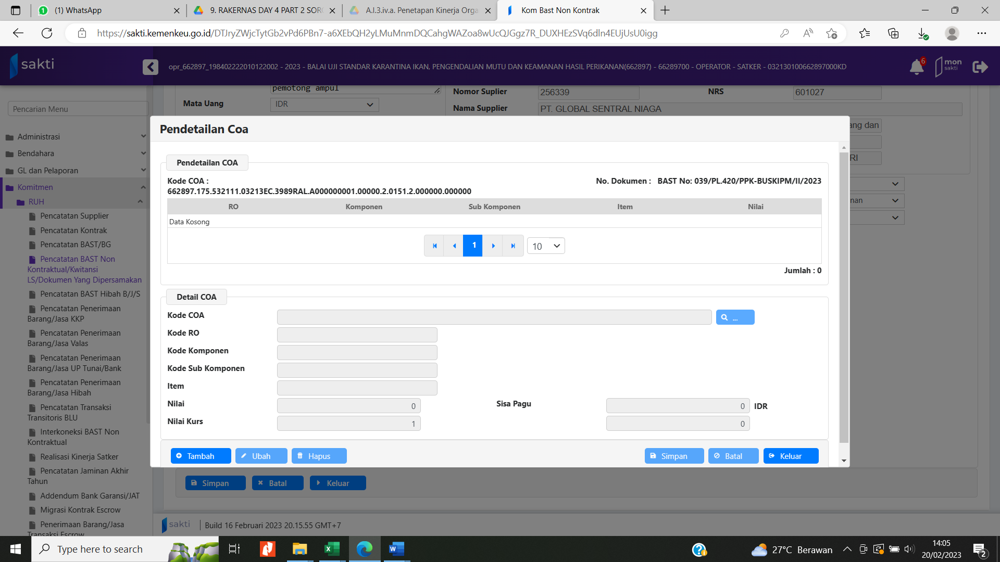 (1) WhatsApp
9. RAKERNAS DAY 4 PART 2 SOR
A.I.3.iv.a. Penetapan Kinerja Orga
Kom Bast Non Kontrak
https://sakti.kemenkeu.go.id/DTJryZWjcTytGb2vPd6PBn7-a6XEbQH2yLMuMnmDQCahgWAZoa8wUcQJGgz7R_DUXHEzSVq6dIn4EUjUsU0igg
sakti
opr_662897_198402222010122002 - 2023 - BALAI UJI STANDAR KARANTINA IKAN, PENGENDALIAN MUTU DAN KEAMANAN HASIL PERIKANAN(662897) - 66289700 - OPERATOR - SATKER - 032130100662897000KD
6
mon
sakti
Pencarian Menu
Administrasi
Bendahara
GL dan Pelaporan
Komitmen
RUH
Pencatatan Supplier
Pencatatan Kontrak
Pencatatan BAST/BG
Pencatatan BAST Non
Kontraktual/Kwitansi
LS/Dokumen Yang Dipersamakan
Pencatatan BAST Hibah B/J/S
Pencatatan Penerimaan
Barang/Jasa KKP
Pencatatan Penerimaan
Barang/Jasa Valas
Pencatatan Penerimaan
Barang/Jasa UP Tunai/Bank
Pencatatan Penerimaan
Barang/Jasa Hibah
Pencatatan Transaksi
Transitoris BLU
Interkoneksi BAST Non
Kontraktual
Realisasi Kinerja Satker
Pencatatan Jaminan Akhir
Tahun
Addendum Bank Garansi/JAT
Migrasi Kontrak Escrow
Penerimaan Barang/Jasa
Transaksi Escrow
pemotong ampul
Mata Uang
IDR
Nomor Suplier
256339
NRS
601027
Nama Supplier
PT. GLOBAL SENTRAL NIAGA
ang dan
RI
nan
Pendetailan Coa
Pendetailan COA
Kode COA :
No. Dokumen : BAST No: 039/PL.420/PPK-BUSKIPM/II/2023
662897.175.532111.03213EC.3989RAL.A000000001.00000.2.0151.2.000000.000000
RO Komponen Sub Komponen Item Nilai
Data Kosong
1
10
Jumlah : 0
Detail COA
Kode COA
...
Kode RO
Kode Komponen
Kode Sub Komponen
Item
Nilai 0 Sisa Pagu 0 IDR
Nilai Kurs 1 0
Tambah Ubah Hapus Simpan Batal Keluar
Simpan Batal Keluar
sakti Build 16 Februari 2023 20.15.55 GMT+7
Type here to search
27°C Berawan
14:05
20/02/2023
2